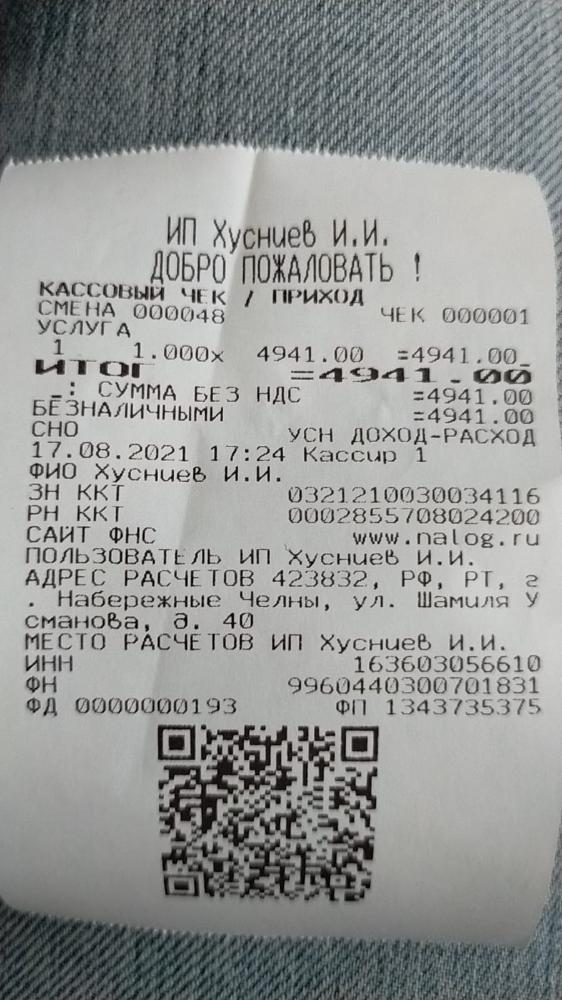 ИП Хусниев И.И.
ДОБРО ПОЖАЛОВАТЬ !
КАССОВЫЙ ЧЕК / ПРИХОД
СМЕНА 000048 ЧЕК 000001
УСЛУГА
1 1.000x 4941.00 =4941.00_
ИТОГ =4941.00
_: СУММА БЕЗ НДС =4941.00
БЕЗНАЛИЧНЫМИ =4941.00
СНО УСН ДОХОД-РАСХОД
17.08.2021 17:24 Кассир 1
ФИО Хусниев И.И.
ЗН ККТ 0321210030034116
РН ККТ 0002855708024200
САЙТ ФНС www.nalog.ru
ПОЛЬЗОВАТЕЛЬ ИП Хусниев И.И.
АДРЕС РАСЧЕТОВ 423832, РФ, РТ, г
. Набережные Челны, ул. Шамиля У
сманова, д. 40
МЕСТО РАСЧЕТОВ ИП Хусниев И.И.
ИНН 163603056610
ФН 9960440300701831
ФД 0000000193 ФП 1343735375